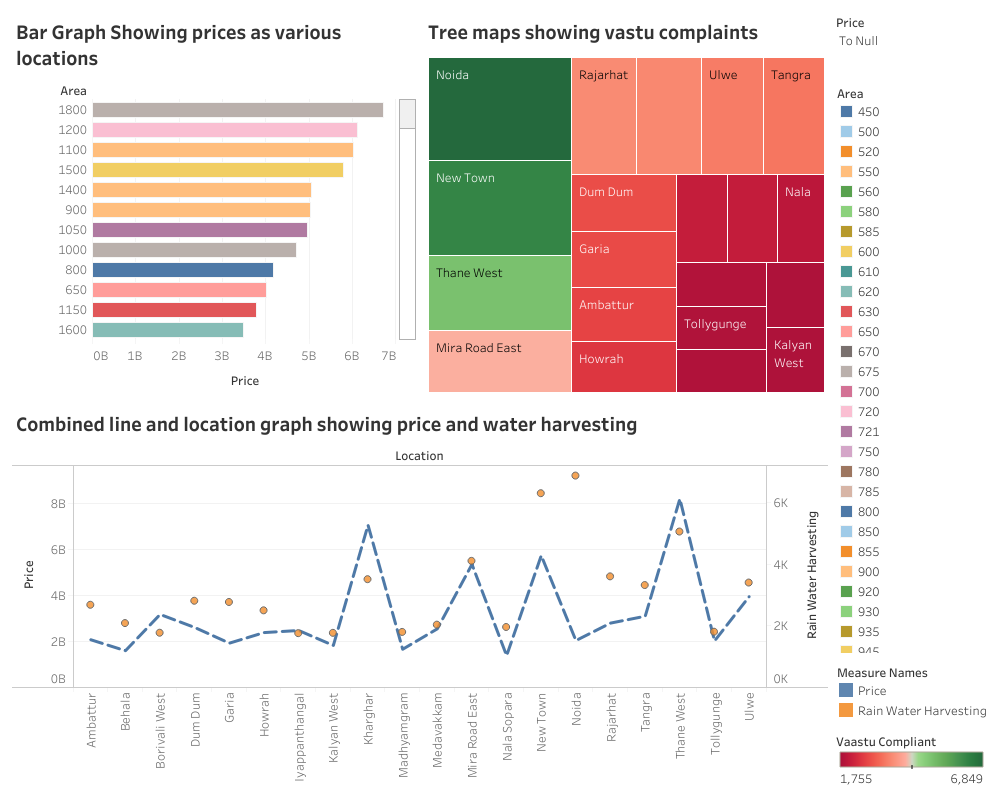 Bar Graph Showing prices as various
locations
Area
1800
1200
1100
1500
1400
900
1050
1000
800
650
1150
1600
0B 1B 2B 3B 4B 5B 6B 7B
Price
Tree maps showing vastu complaints
Noida
New Town
Thane West
Mira Road East
Rajarhat
Ulwe
Tangra
Dum Dum
Garia
Ambattur
Howrah
Nala
Tollygunge
Kalyan
West
Price
To Null
Area
450
500
520
550
560
580
585
600
610
620
630
650
670
675
700
720
721
750
780
785
800
850
855
900
920
930
935
945
Combined line and location graph showing price and water harvesting
Location
Price
8B
6B
4B
2B
0B
6K
4K
2K
0K
Rain Water Harvesting
Ambattur
Behala
Borivali West
Dum Dum
Garia
Howrah
Iyappanthangal
Kalyan West
Kharghar
Madhyamgram
Medavakkam
Mira Road East
Nala Sopara
New Town
Noida
Rajarhat
Tangra
Thane West
Tollygunge
Ulwe
Measure Names
Price
Rain Water Harvesting
Vaastu Compliant
1,755 6,849